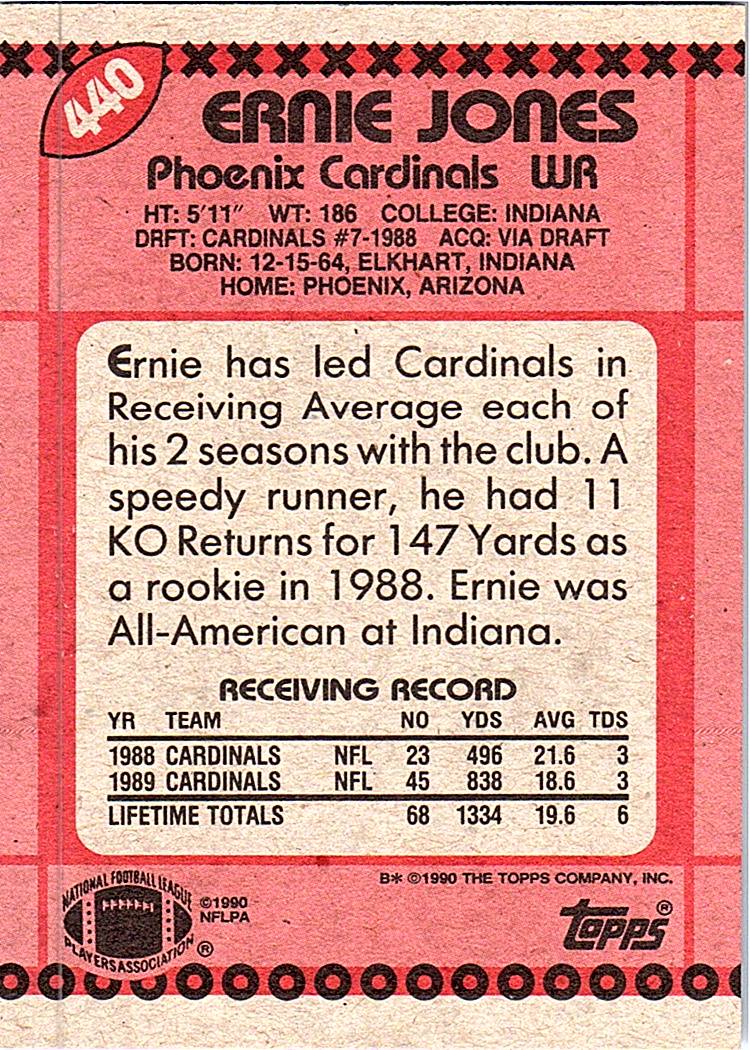 440
ERNIE JONES
Phoenix Cardinals WR
HT: 5'11" WT: 186 COLLEGE: INDIANA
DRFT: CARDINALS #7-1988 ACQ: VIA DRAFT
BORN: 12-15-64, ELKHART, INDIANA
HOME: PHOENIX, ARIZONA
Ernie has led Cardinals in
Receiving Average each of
his 2 seasons with the club. A
speedy runner, he had 11
KO Returns for 147 Yards as
a rookie in 1988. Ernie was
All-American at Indiana.
RECEIVING RECORD
YR TEAM NO YDS AVG TDS
1988 CARDINALS NFL 23 496 21.6 3
1989 CARDINALS NFL 45 838 18.6 3
LIFETIME TOTALS 68 1334 19.6 6
B* ©1990 THE TOPPS COMPANY, INC.
NATIONAL FOOTBALL LEAGUE
PLAYERS ASSOCIATION ®
©1990
NFLPA
topps ®